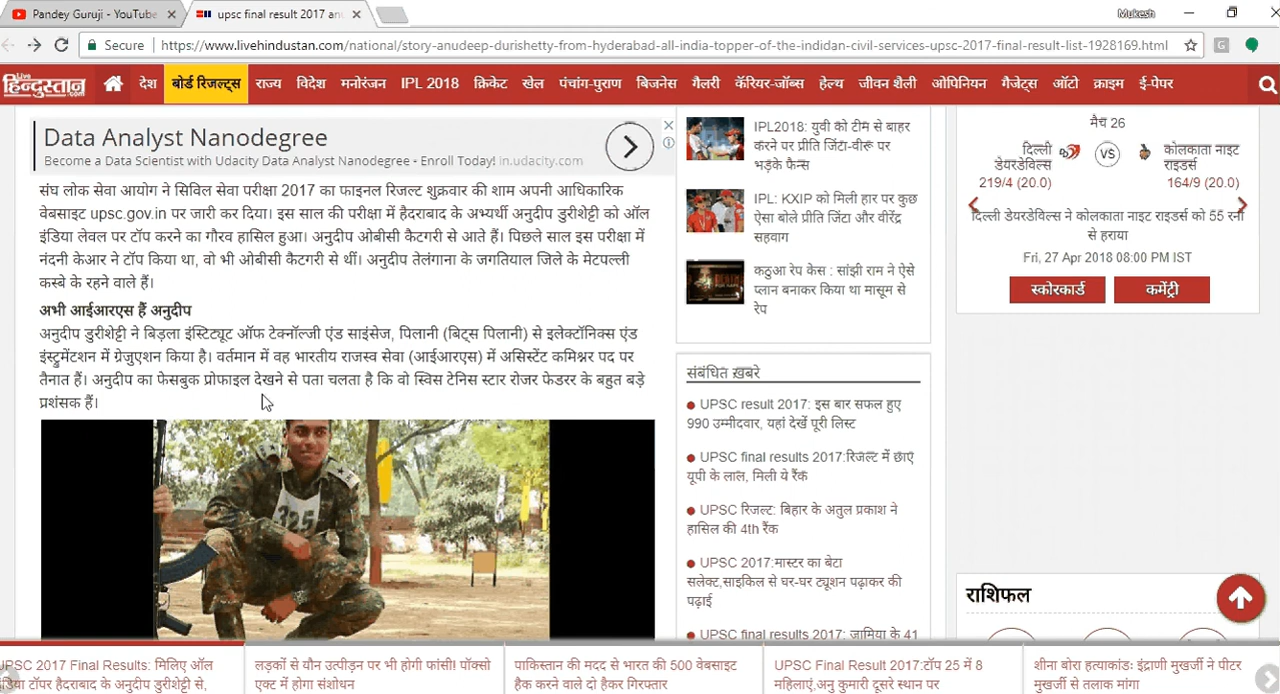 Pandey Guruji - YouTube
upsc final result 2017 an
Mukesh
Secure
https://www.livehindustan.com/national/story-anudeep-durishetty-from-hyderabad-all-india-topper-of-the-indidan-civil-services-upsc-2017-final-result-list-1928169.html
Live
हिन्दुस्तान
.com
देश
बोर्ड रिजल्ट्स
राज्य
विदेश
मनोरंजन
IPL 2018
क्रिकेट
खेल
पंचांग-पुराण
बिजनेस
गैलरी
कॅरियर-जॉब्स
हेल्थ
जीवन शैली
ओपिनियन
गैजेट्स
ऑटो
क्राइम
ई-पेपर
Data Analyst Nanodegree
Become a Data Scientist with Udacity Data Analyst Nanodegree - Enroll Today! in.udacity.com
संघ लोक सेवा आयोग ने सिविल सेवा परीक्षा 2017 का फाइनल रिजल्ट शुक्रवार की शाम अपनी आधिकारिक
वेबसाइट upsc.gov.in पर जारी कर दिया। इस साल की परीक्षा में हैदराबाद के अभ्यर्थी अनुदीप डुरीशेट्टी को ऑल
इंडिया लेवल पर टॉप करने का गौरव हासिल हुआ। अनुदीप ओबीसी कैटगरी से आते हैं। पिछले साल इस परीक्षा में
नंदनी केआर ने टॉप किया था, वो भी ओबीसी कैटगरी से थीं। अनुदीप तेलंगाना के जगतियाल जिले के मेटपल्ली
कस्बे के रहने वाले हैं।
अभी आईआरएस हैं अनुदीप
अनुदीप डुरीशेट्टी ने बिड़ला इंस्टिट्यूट ऑफ टेक्नॉल्जी एंड साइंसेज, पिलानी (बिट्स पिलानी) से इलेक्टॉनिक्स एंड
इंस्ट्रूमेंटशन में ग्रेजुएशन किया है। वर्तमान में वह भारतीय राजस्व सेवा (आईआरएस) में असिस्टेंट कमिश्नर पद पर
तैनात हैं। अनुदीप का फेसबुक प्रोफाइल देखने से पता चलता है कि वो स्विस टेनिस स्टार रोजर फेडरर के बहुत बड़े
प्रशंसक हैं।
325
IPL2018: युवी को टीम से बाहर
करने पर प्रीति जिंटा-वीरू पर
भड़के फैन्स
IPL: KXIP को मिली हार पर कुछ
ऐसा बोले प्रीति जिंटा और वीरेंद्र
सहवाग
कठुआ रेप केस : सांझी राम ने ऐसे
प्लान बनाकर किया था मासूम से
रेप
संबंधित ख़बरे
UPSC result 2017: इस बार सफल हुए
990 उम्मीदवार, यहां देखें पूरी लिस्ट
UPSC final results 2017:रिजल्ट में छाएं
यूपी के लाल, मिली ये रैंक
UPSC रिजल्ट: बिहार के अतुल प्रकाश ने
हासिल की 4th रैंक
UPSC 2017:मास्टर का बेटा
सलेक्ट,साइकिल से घर-घर ट्यूशन पढ़ाकर की
पढ़ाई
UPSC final results 2017: जामिया के 41
मैच 26
दिल्ली
डेयरडेविल्स
VS
कोलकाता नाइट
राइडर्स
219/4 (20.0)
164/9 (20.0)
दिल्ली डेयरडेविल्स ने कोलकाता नाइट राइडर्स को 55 रनों
से हराया
Fri, 27 Apr 2018 08:00 PM IST
स्कोरकार्ड
कमेंट्री
राशिफल
UPSC 2017 Final Results: मिलिए ऑल
इंडिया टॉपर हैदराबाद के अनुदीप डुरीशेट्टी से,
लड़कों से यौन उत्पीड़न पर भी होगी फांसी! पॉक्सो
एक्ट में होगा संशोधन
पाकिस्तान की मदद से भारत की 500 वेबसाइट
हैक करने वाले दो हैकर गिरफ्तार
UPSC Final Result 2017:टॉप 25 में 8
महिलाएं,अनु कुमारी दूसरे स्थान पर
शीना बोरा हत्याकांडः इंद्राणी मुखर्जी ने पीटर
मुखर्जी से तलाक मांगा